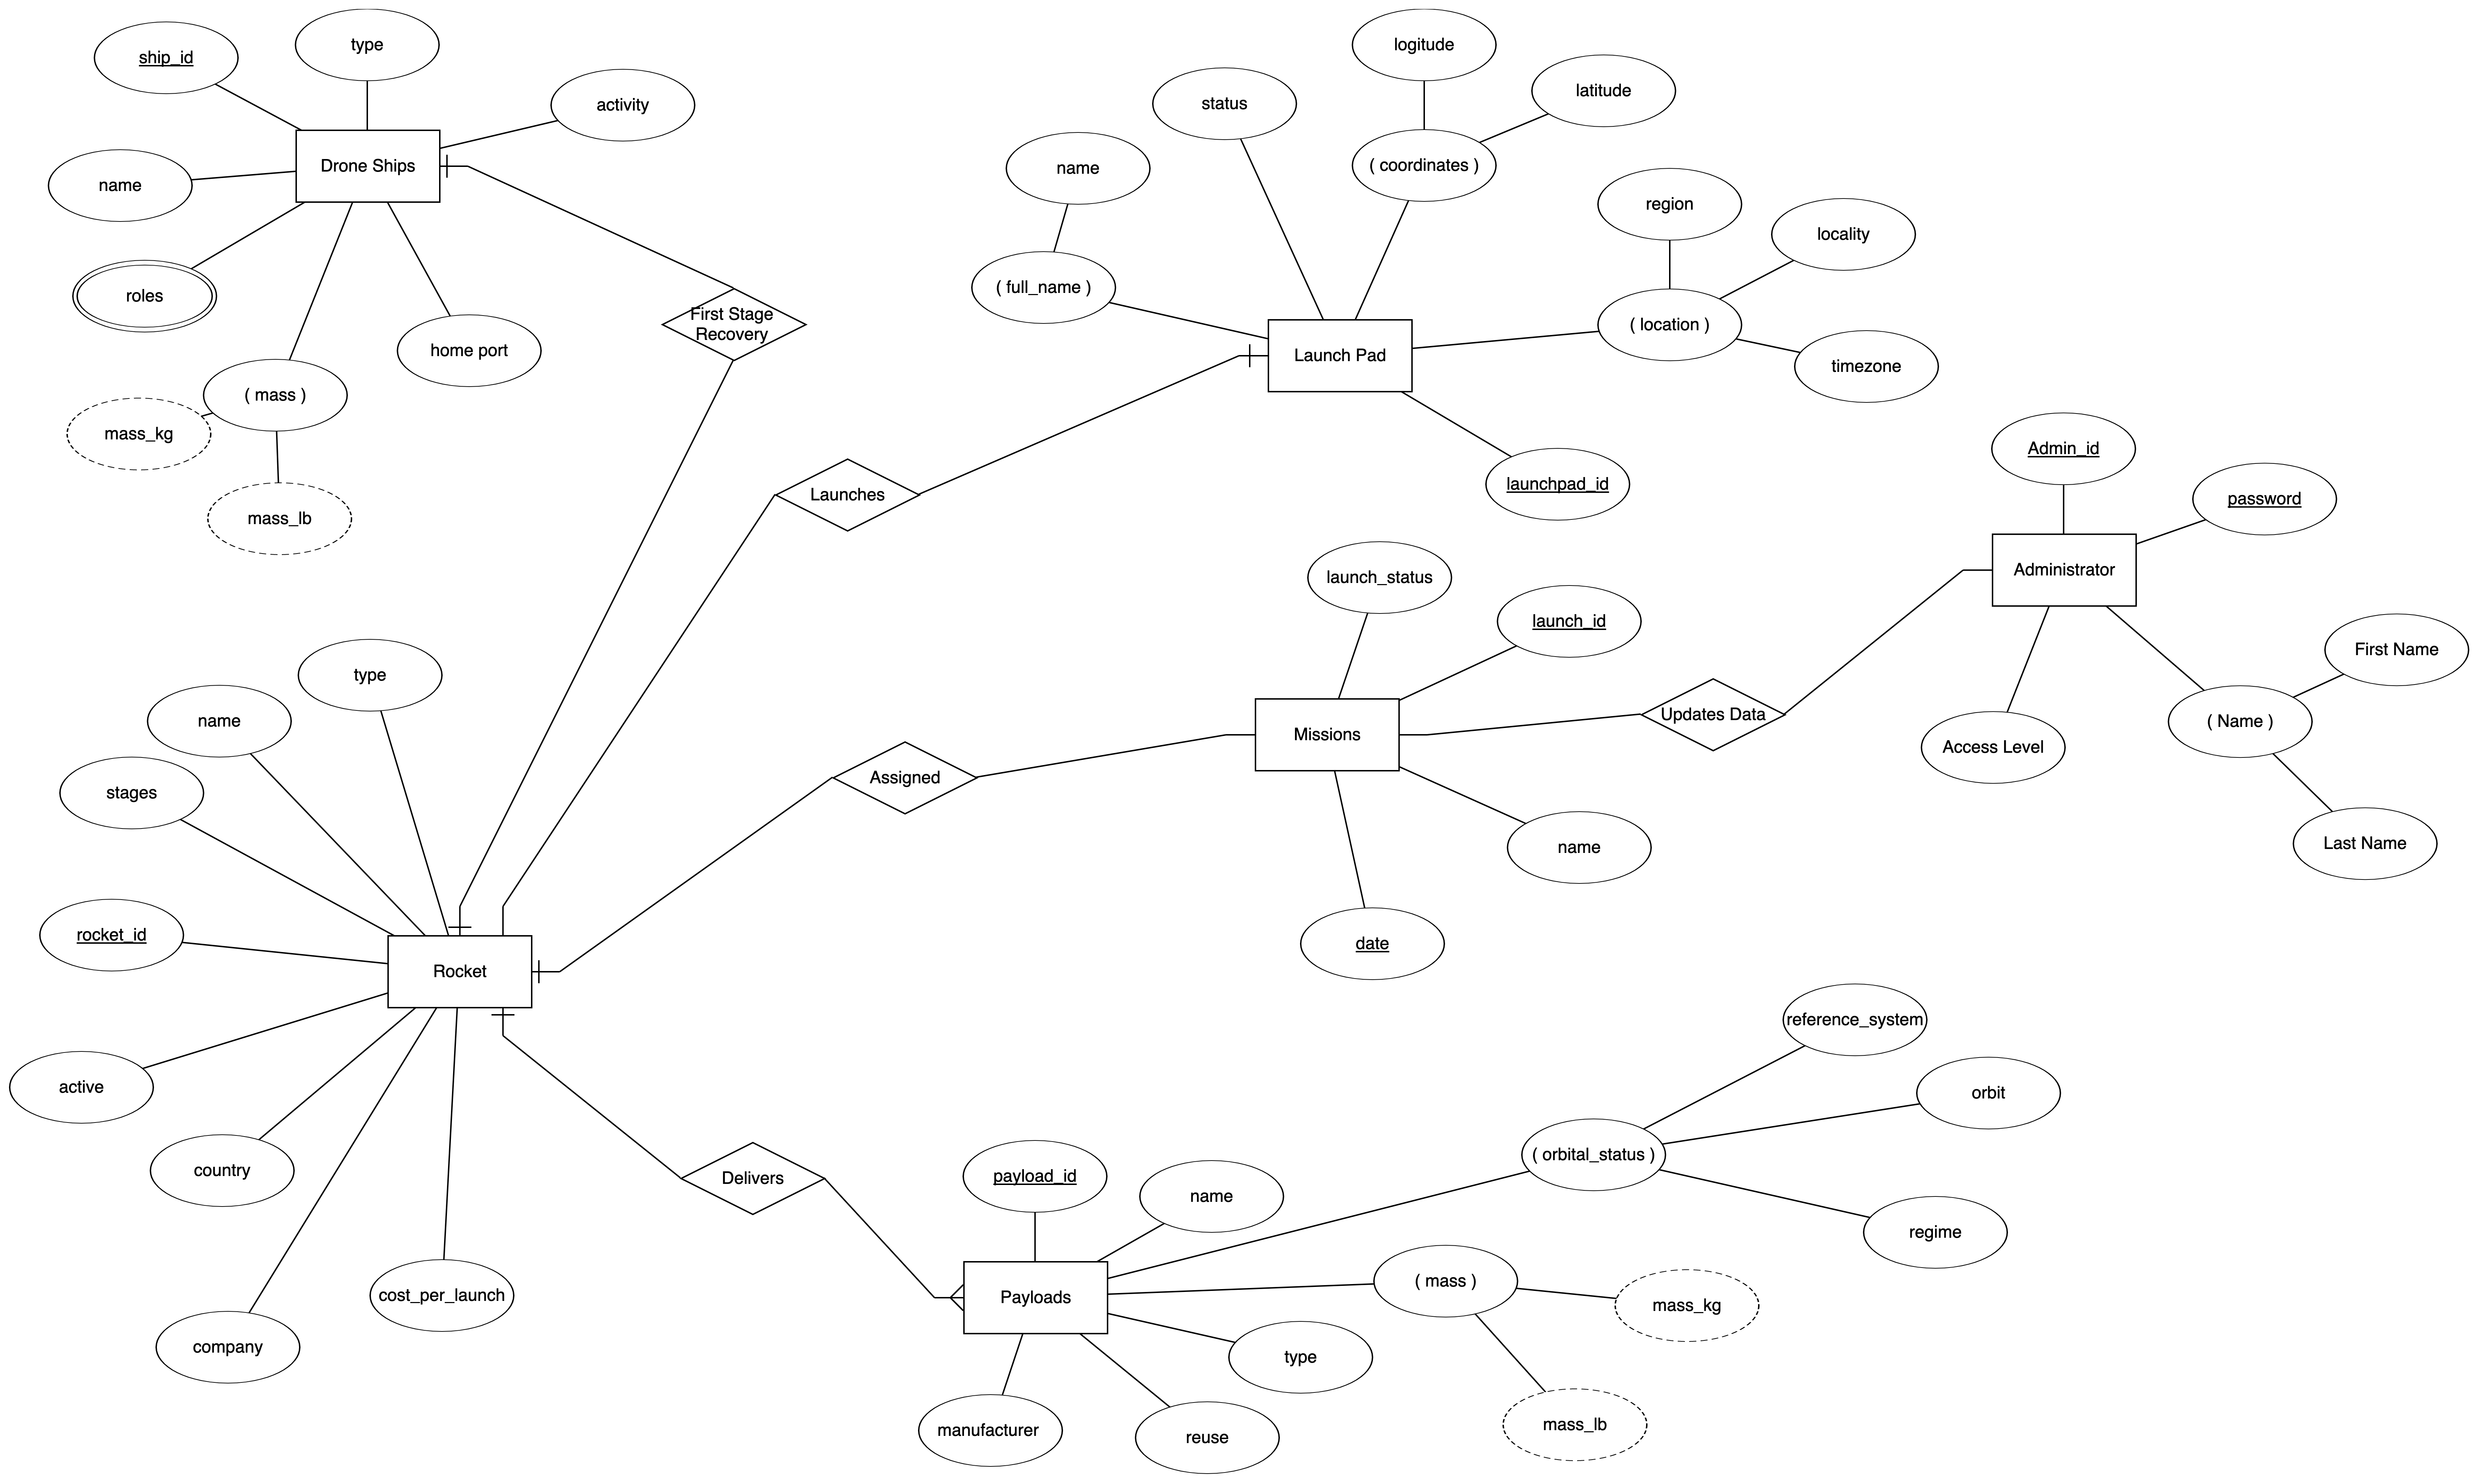 ship_id
type
activity
Drone Ships
name
roles
( mass )
home port
mass_kg
mass_lb
First Stage
Recovery
logitude
latitude
status
( coordinates )
name
( full_name )
region
locality
( location )
timezone
Launch Pad
launchpad_id
Launches
Admin_id
password
Administrator
First Name
( Name )
Access Level
Last Name
launch_status
launch_id
Missions
Updates Data
name
date
Assigned
type
name
stages
rocket_id
Rocket
active
country
company
cost_per_launch
Delivers
payload_id
name
Payloads
manufacturer
reuse
type
( mass )
mass_kg
mass_lb
( orbital_status )
reference_system
orbit
regime